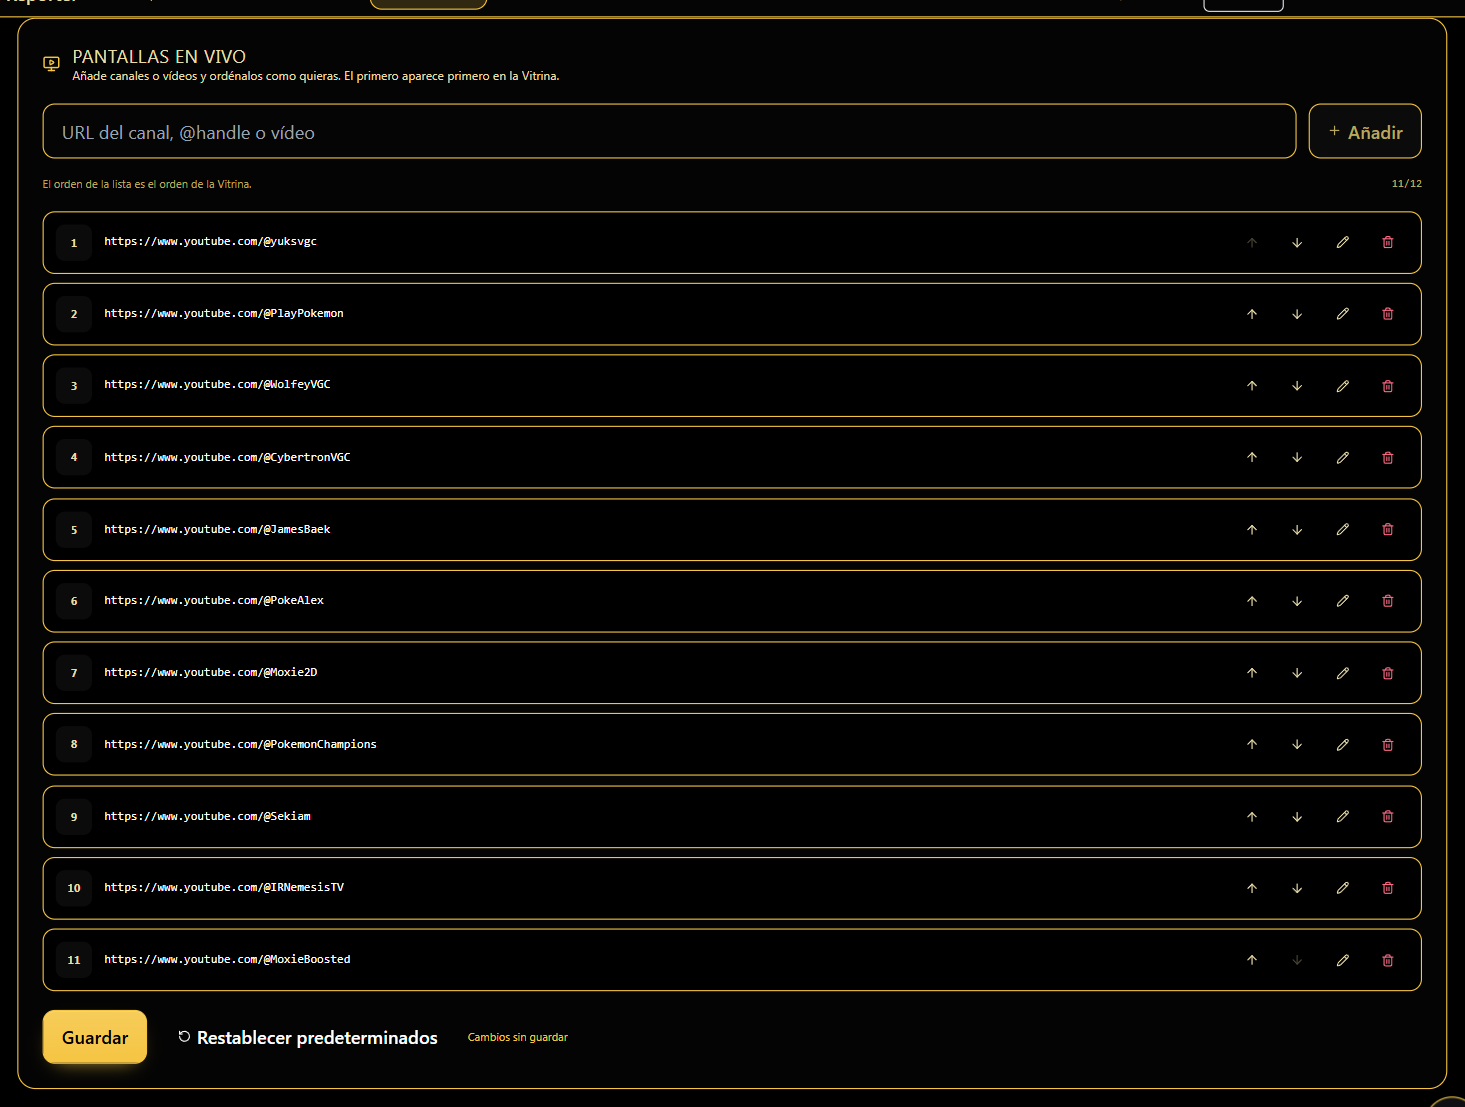 PANTALLAS EN VIVO
Añade canales o vídeos y ordénalos como quieras. El primero aparece primero en la Vitrina.
URL del canal, @handle o vídeo
+ Añadir
El orden de la lista es el orden de la Vitrina.
11/12
1 https://www.youtube.com/@yuksvgc
2 https://www.youtube.com/@PlayPokemon
3 https://www.youtube.com/@WolfeyVGC
4 https://www.youtube.com/@CybertronVGC
5 https://www.youtube.com/@JamesBaek
6 https://www.youtube.com/@PokeAlex
7 https://www.youtube.com/@Moxie2D
8 https://www.youtube.com/@PokemonChampions
9 https://www.youtube.com/@Sekiam
10 https://www.youtube.com/@IRNemesisTV
11 https://www.youtube.com/@MoxieBoosted
Guardar
Restablecer predeterminados
Cambios sin guardar